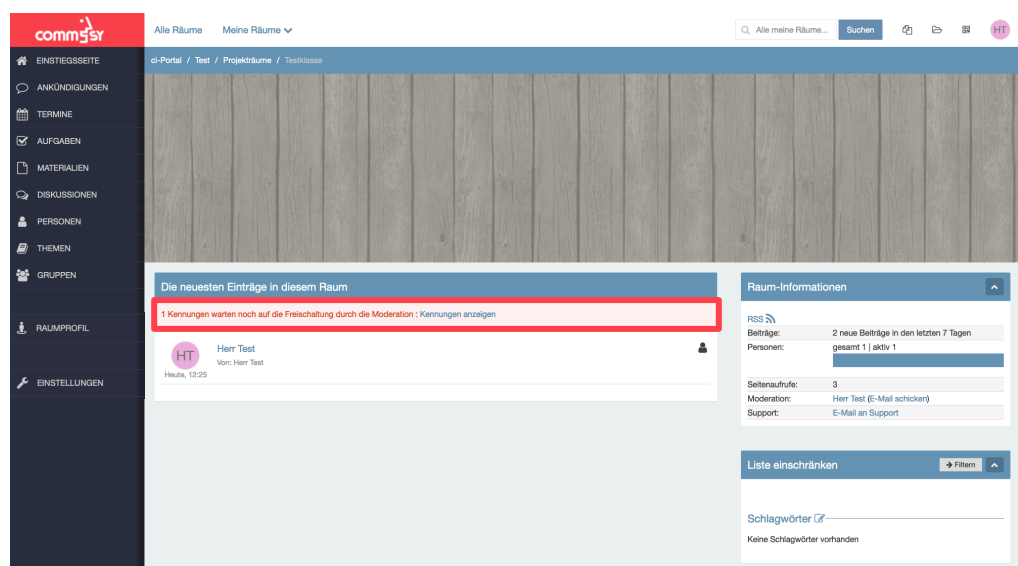 commsy
Alle Räume
Meine Räume
Alle meine Räume...
Suchen
HT
EINSTIEGSSEITE
ANKÜNDIGUNGEN
TERMINE
AUFGABEN
MATERIALIEN
DISKUSSIONEN
PERSONEN
THEMEN
GRUPPEN
RAUMPROFIL
EINSTELLUNGEN
ci-Portal / Test / Projekträume / Testklasse
Die neuesten Einträge in diesem Raum
1 Kennungen warten noch auf die Freischaltung durch die Moderation : Kennungen anzeigen
HT
Herr Test
Von: Herr Test
Heute, 12:25
Raum-Informationen
RSS
Beiträge: 2 neue Beiträge in den letzten 7 Tagen
Personen: gesamt 1 | aktiv 1
Seitenaufrufe: 3
Moderation: Herr Test (E-Mail schicken)
Support: E-Mail an Support
Liste einschränken
Filtern
Schlagwörter
Keine Schlagwörter vorhanden